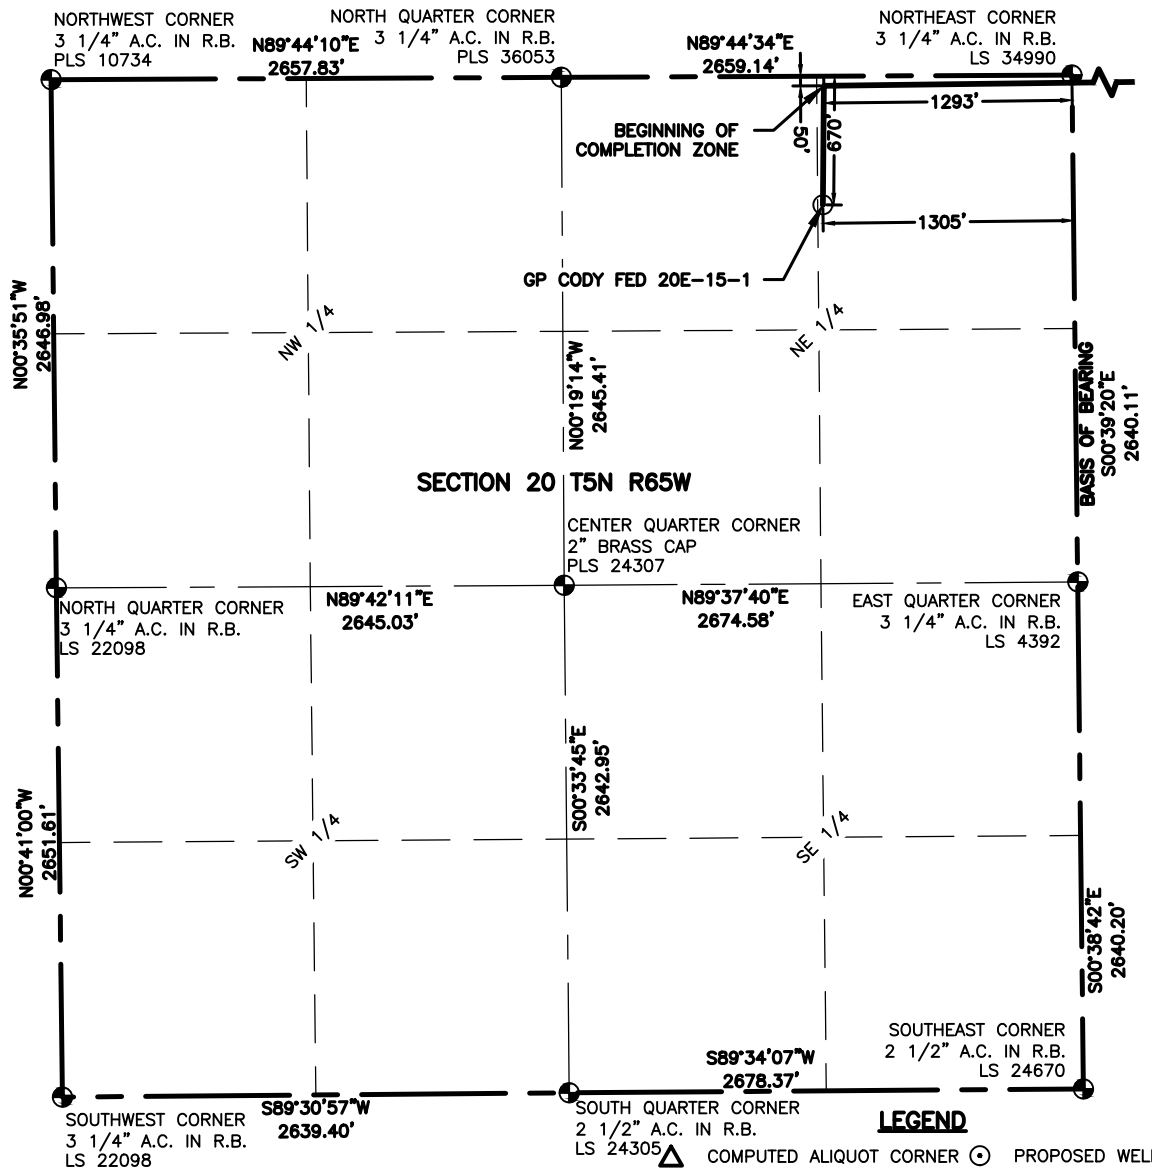 NORTHWEST CORNER
3 1/4" A.C. IN R.B.
PLS 10734
N89°44'10"E
2657.83'
NORTH QUARTER CORNER
3 1/4" A.C. IN R.B.
PLS 36053
N89°44'34"E
2659.14'
NORTHEAST CORNER
3 1/4" A.C. IN R.B.
LS 34990
1293'
BEGINNING OF
COMPLETION ZONE
50'
670'
1305'
GP CODY FED 20E-15-1
N00°35'51"W
2646.98'
NW 1/4
N00°19'14"W
2645.41'
NE 1/4
BASIS OF BEARING
S00°39'20"E
2640.11'
SECTION 20 T5N R65W
CENTER QUARTER CORNER
2" BRASS CAP
PLS 24307
NORTH QUARTER CORNER
3 1/4" A.C. IN R.B.
LS 22098
N89°42'11"E
2645.03'
N89°37'40"E
2674.58'
EAST QUARTER CORNER
3 1/4" A.C. IN R.B.
LS 4392
N00°41'00"W
2651.61'
SW 1/4
S00°33'45"E
2642.95'
SE 1/4
S00°38'42"E
2640.20'
SOUTHEAST CORNER
2 1/2" A.C. IN R.B.
LS 24670
S89°34'07"W
2678.37'
SOUTHWEST CORNER
3 1/4" A.C. IN R.B.
LS 22098
S89°30'57"W
2639.40'
SOUTH QUARTER CORNER
2 1/2" A.C. IN R.B.
LS 24305
LEGEND
COMPUTED ALIQUOT CORNER
PROPOSED WELL